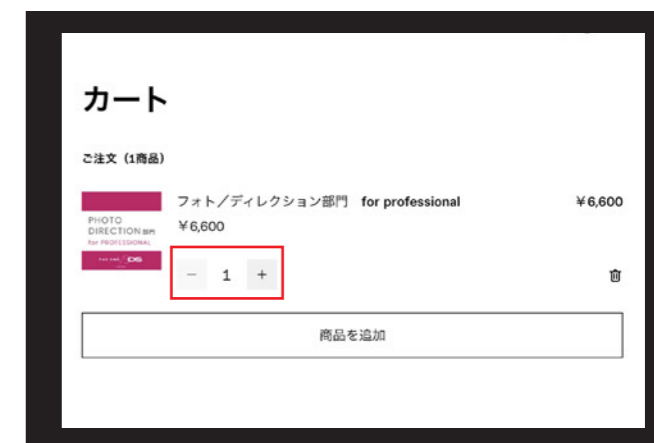 カート
ご注文（1商品）
フォト／ディレクション部門 for professional
¥6,600
¥6,600
PHOTO
DIRECTION部門
for PROFESSIONAL
DS
− 1 +
商品を追加